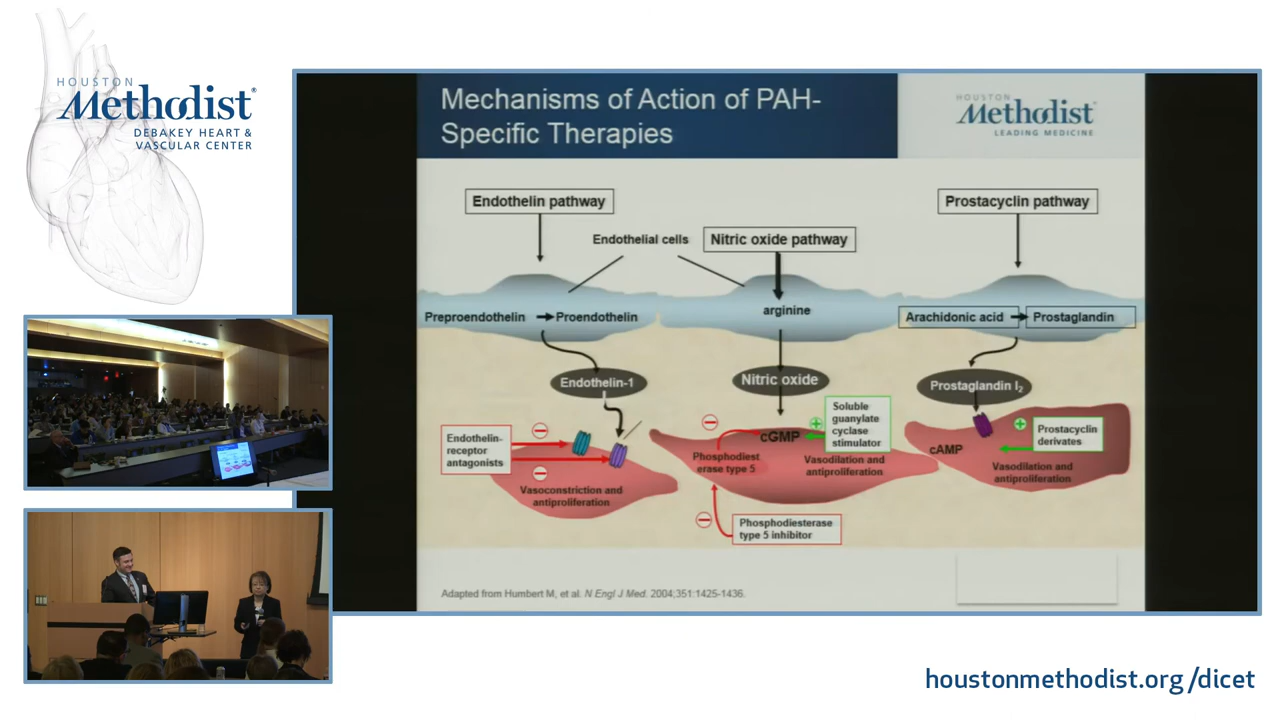 HOUSTON
Methodist®
DEBAKEY HEART &
VASCULAR CENTER
Mechanisms of Action of PAH-
Specific Therapies
HOUSTON
Methodist®
LEADING MEDICINE
Endothelin pathway
Prostacyclin pathway
Endothelial cells
Nitric oxide pathway
Preproendothelin
Proendothelin
arginine
Arachidonic acid
Prostaglandin
Endothelin-1
Nitric oxide
Prostaglandin I₂
Endothelin-
receptor
antagonists
Vasoconstriction and
antiproliferation
Soluble
guanylate
cyclase
stimulator
cGMP
Phosphodiest
erase type 5
Vasodilation and
antiproliferation
Phosphodiesterase
type 5 inhibitor
cAMP
Prostacyclin
derivates
Vasodilation and
antiproliferation
Adapted from Humbert M, et al. N Engl J Med. 2004;351:1425-1436.
houstonmethodist.org/dicet